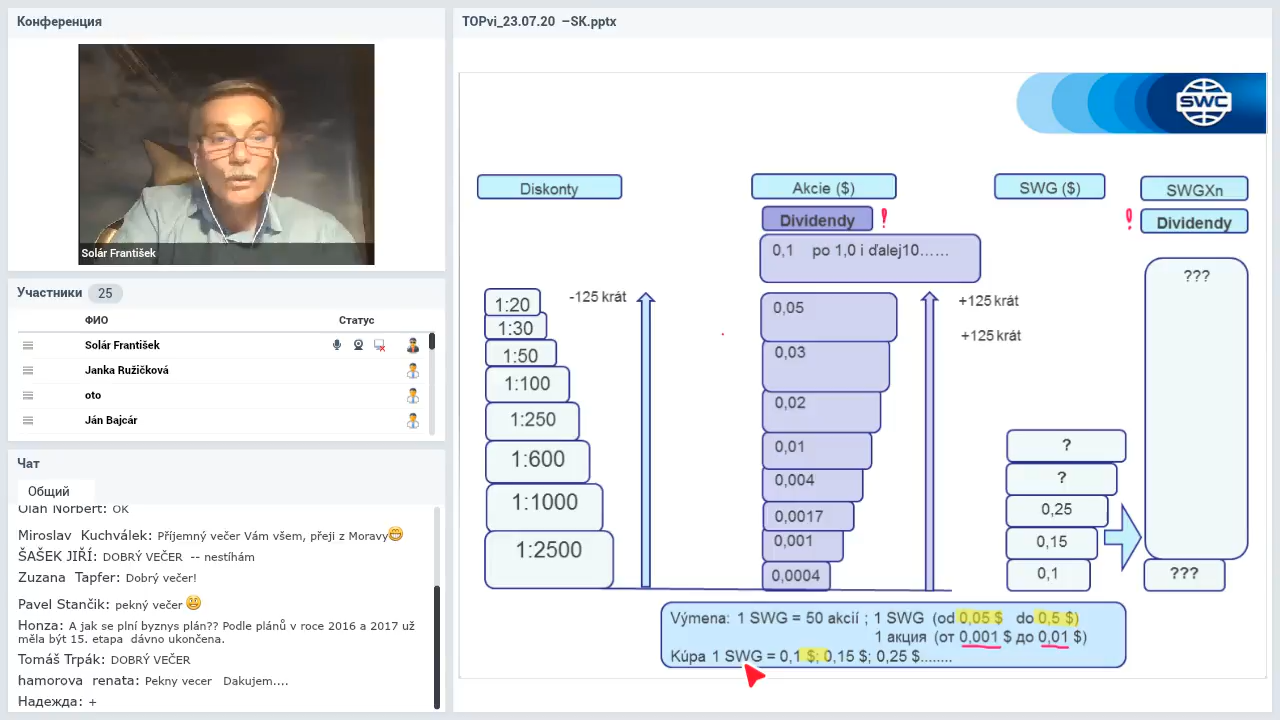 Конференция
Solár František
Участники 25
ФИО Статус
Solár František
Janka Ružičková
oto
Ján Bajcár
Чат
Общий
Olah Norbert: OK
Miroslav Kuchválek: Příjemný večer Vám všem, přeji z Moravy
ŠAŠEK JIŘÍ: DOBRÝ VEČER -- nestíhám
Zuzana Tapfer: Dobrý večer!
Pavel Stančik: pekný večer
Honza: A jak se plní byznys plán?? Podle plánů v roce 2016 a 2017 už
měla být 15. etapa dávno ukončena.
Tomáš Trpák: DOBRÝ VEČER
hamorova renata: Pekny vecer Dakujem....
Надежда: +
TOPvi_23.07.20 –SK.pptx
SWC
Diskonty
1:20
1:30
1:50
1:100
1:250
1:600
1:1000
1:2500
-125 krát
Akcie ($)
Dividendy !
0,1 po 1,0 i ďalej10……
0,05
0,03
0,02
0,01
0,004
0,0017
0,001
0,0004
+125 krát
+125 krát
SWG ($)
?
?
0,25
0,15
0,1
SWGXn
! Dividendy
???
???
Výmena: 1 SWG = 50 akcií ; 1 SWG (od 0,05 $ do 0,5 $)
1 акция (от 0,001 $ до 0,01 $)
Kúpa 1 SWG = 0,1 $; 0,15 $; 0,25 $........